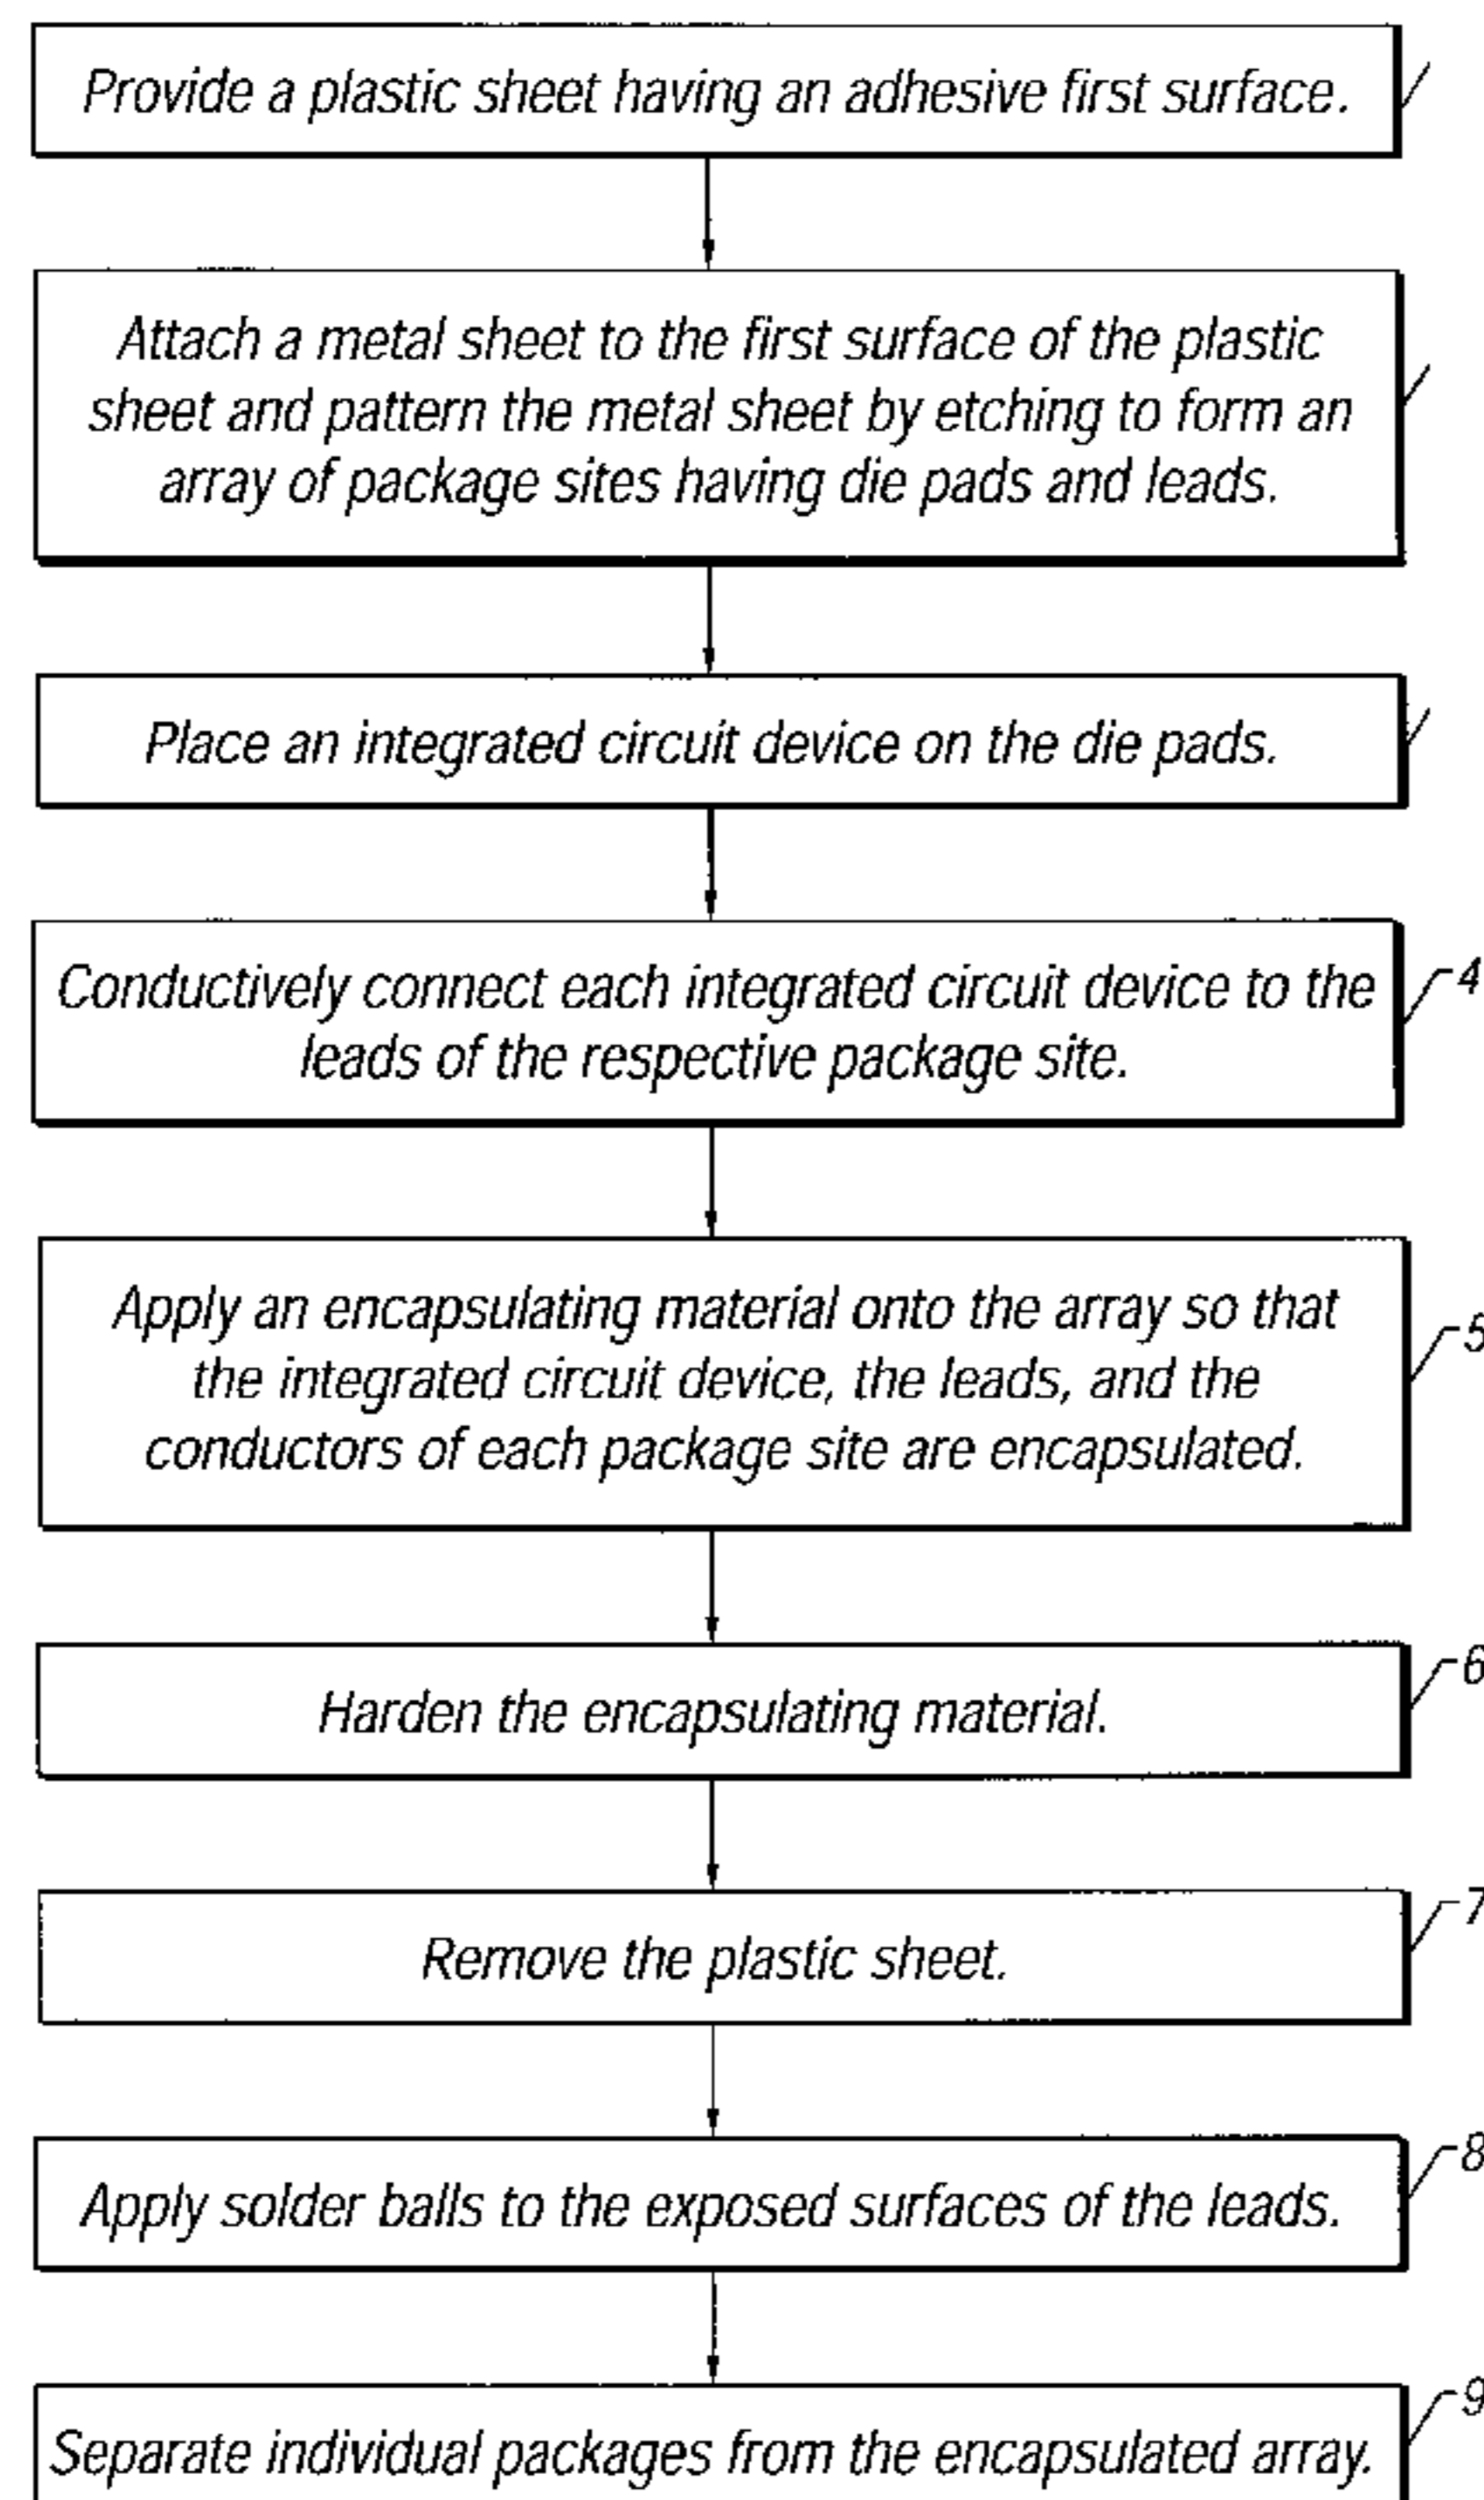 Provide a plastic sheet having an adhesive first surface.
Attach a metal sheet to the first surface of the plastic
sheet and pattern the metal sheet by etching to form an
array of package sites having die pads and leads.
Place an integrated circuit device on the die pads.
Conductively connect each integrated circuit device to the
leads of the respective package site.
4
Apply an encapsulating material onto the array so that
the integrated circuit device, the leads, and the
conductors of each package site are encapsulated.
5
Harden the encapsulating material.
6
Remove the plastic sheet.
7
Apply solder balls to the exposed surfaces of the leads.
8
Separate individual packages from the encapsulated array.
9